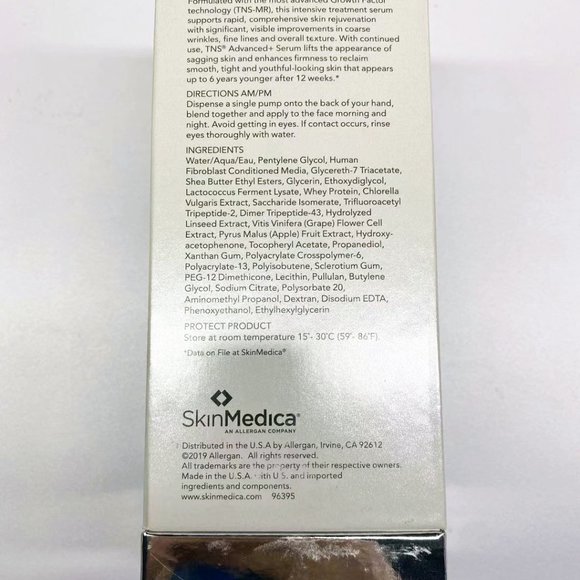 Formulated with the most advanced Growth Factor
technology (TNS-MR), this intensive treatment serum
supports rapid, comprehensive skin rejuvenation
with significant, visible improvements in coarse
wrinkles, fine lines and overall texture. With continued
use, TNS® Advanced+ Serum lifts the appearance of
sagging skin and enhances firmness to reclaim
smooth, tight and youthful-looking skin that appears
up to 6 years younger after 12 weeks.*
DIRECTIONS AM/PM
Dispense a single pump onto the back of your hand,
blend together and apply to the face morning and
night. Avoid getting in eyes. If contact occurs, rinse
eyes thoroughly with water.
INGREDIENTS
Water/Aqua/Eau, Pentylene Glycol, Human
Fibroblast Conditioned Media, Glycereth-7 Triacetate,
Shea Butter Ethyl Esters, Glycerin, Ethoxydiglycol,
Lactococcus Ferment Lysate, Whey Protein, Chlorella
Vulgaris Extract, Saccharide Isomerate, Trifluoroacetyl
Tripeptide-2, Dimer Tripeptide-43, Hydrolyzed
Linseed Extract, Vitis Vinifera (Grape) Flower Cell
Extract, Pyrus Malus (Apple) Fruit Extract, Hydroxy-
acetophenone, Tocopheryl Acetate, Propanediol,
Xanthan Gum, Polyacrylate Crosspolymer-6,
Polyacrylate-13, Polyisobutene, Sclerotium Gum,
PEG-12 Dimethicone, Lecithin, Pullulan, Butylene
Glycol, Sodium Citrate, Polysorbate 20,
Aminomethyl Propanol, Dextran, Disodium EDTA,
Phenoxyethanol, Ethylhexylglycerin
PROTECT PRODUCT
Store at room temperature 15°- 30°C (59°- 86°F).
*Data on File at SkinMedica®
SkinMedica®
AN ALLERGAN COMPANY
Distributed in the U.S.A by Allergan, Irvine, CA 92612
©2019 Allergan. All rights reserved.
All trademarks are the property of their respective owners.
Made in the U.S.A. with U.S. and imported
ingredients and components.
www.skinmedica.com 96395